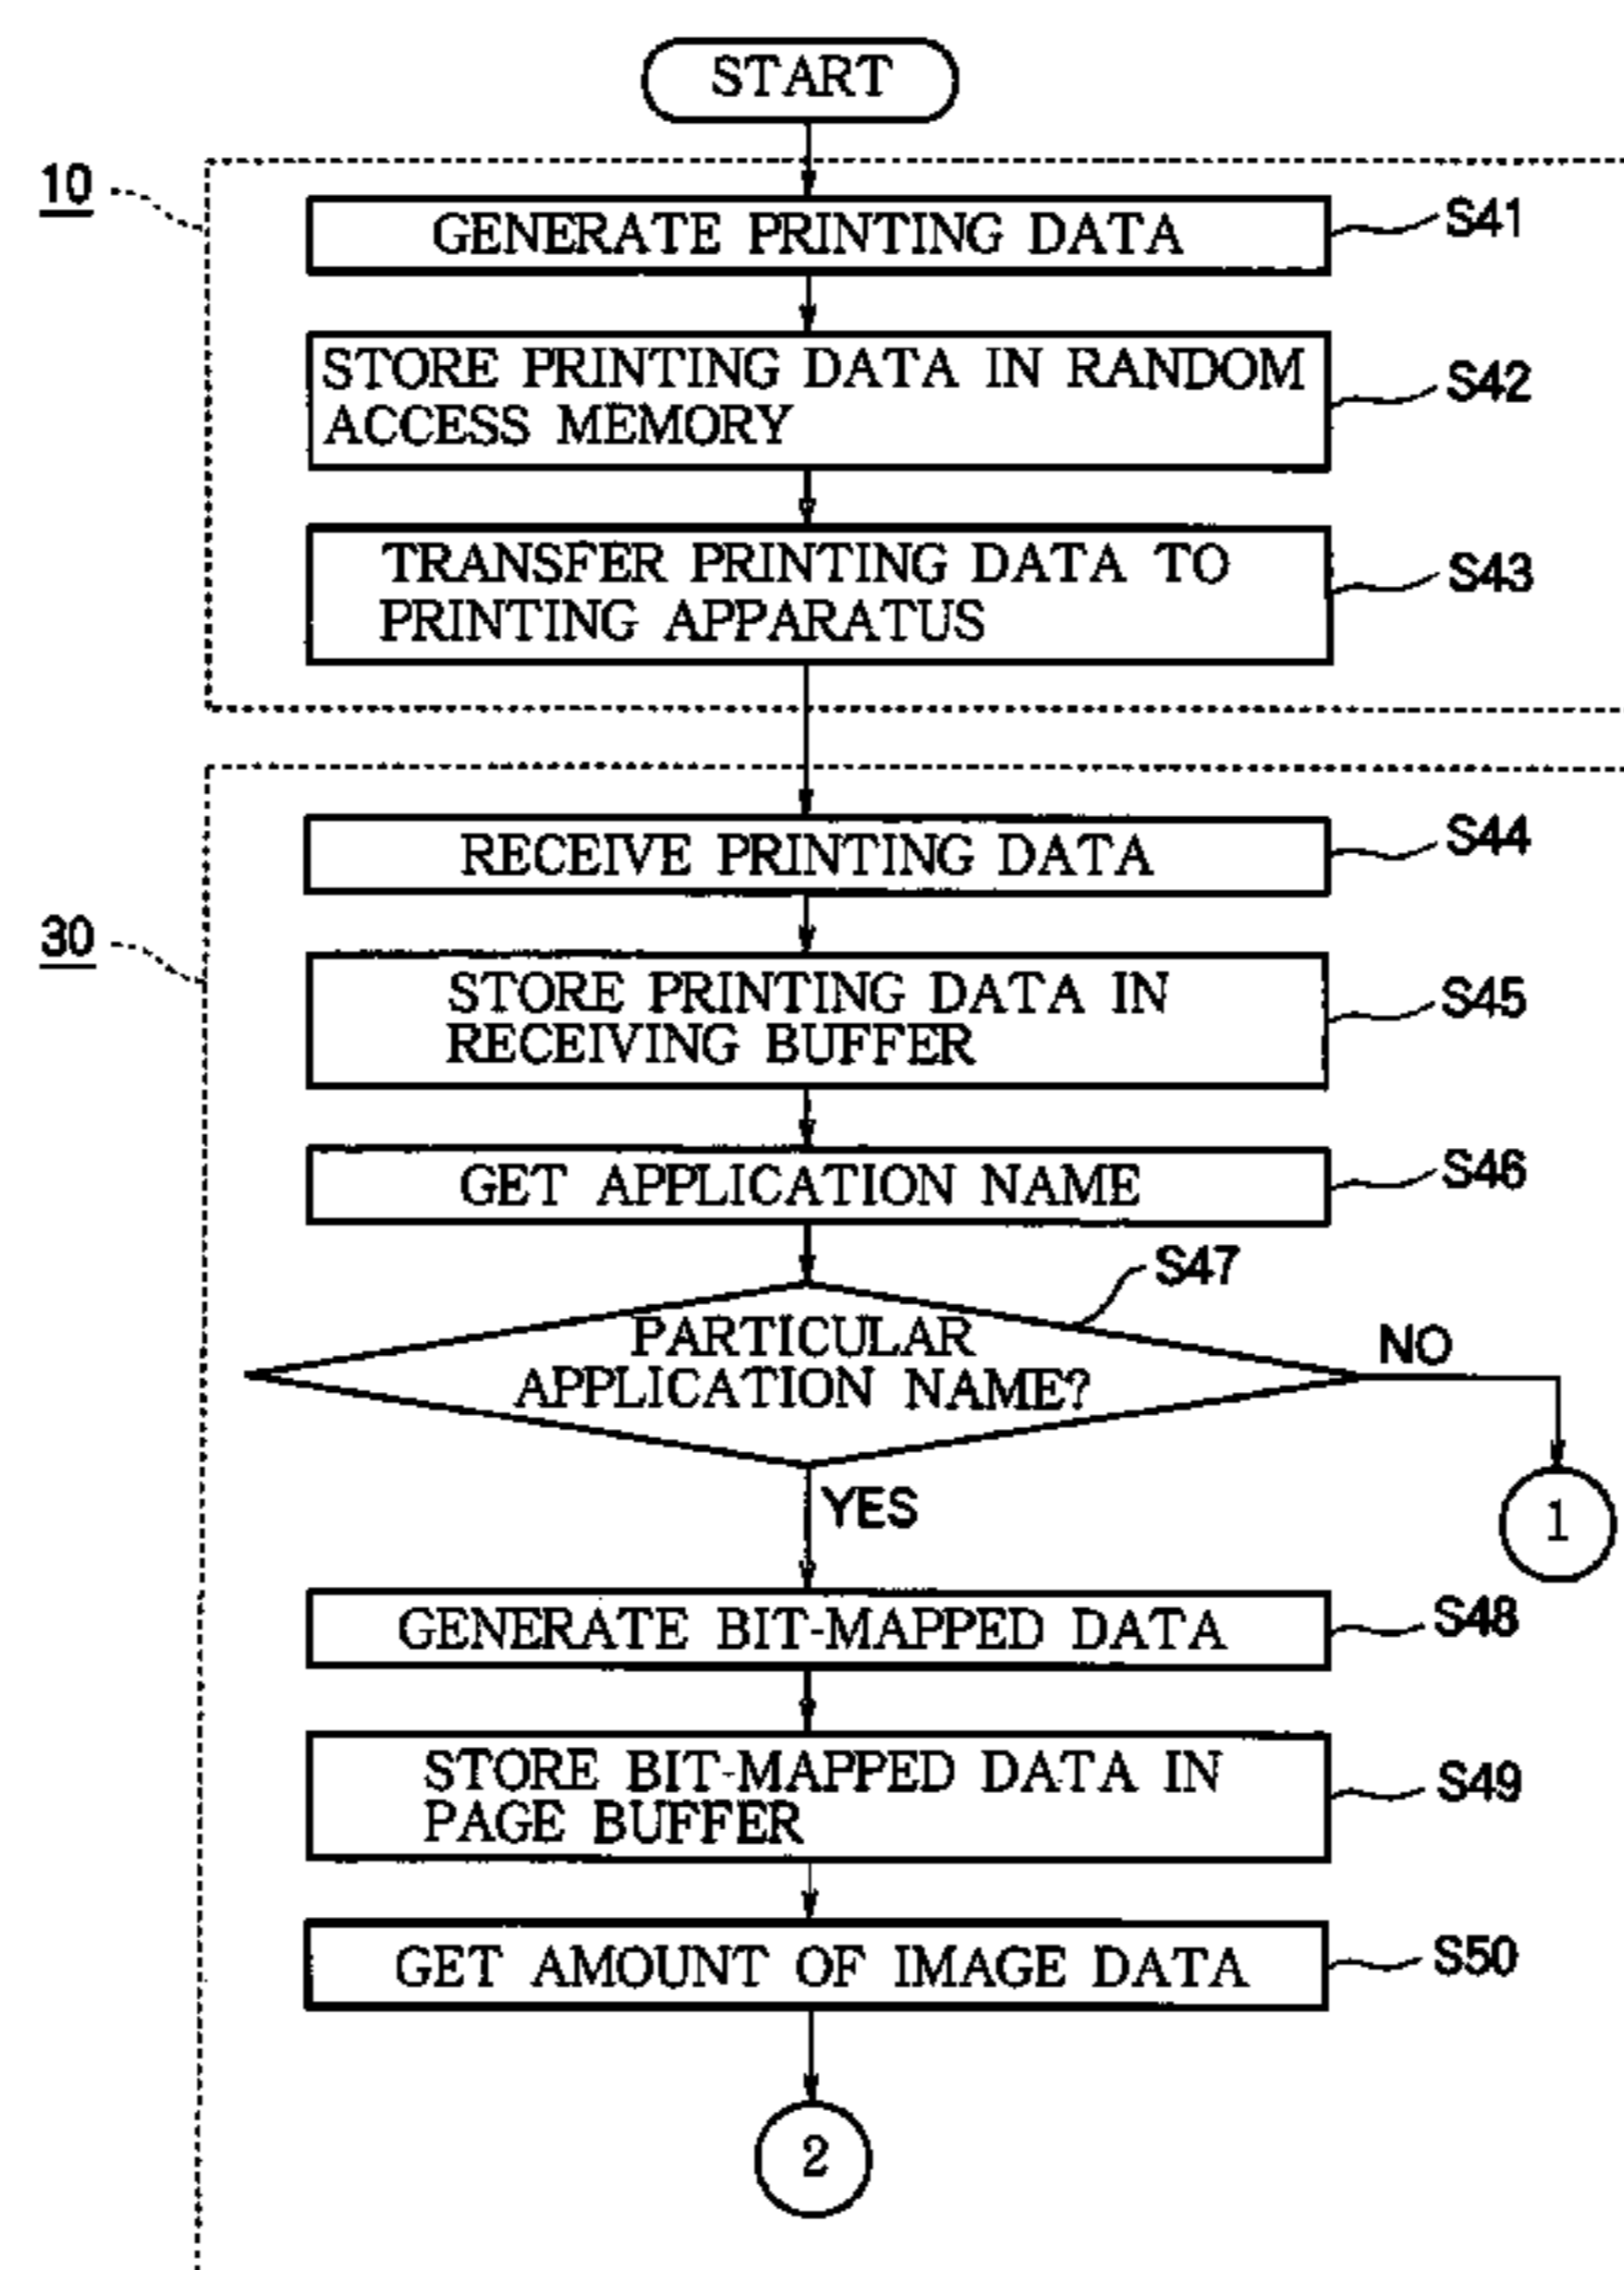 START
10
GENERATE PRINTING DATA
S41
STORE PRINTING DATA IN RANDOM
ACCESS MEMORY
S42
TRANSFER PRINTING DATA TO
PRINTING APPARATUS
S43
RECEIVE PRINTING DATA
S44
30
STORE PRINTING DATA IN
RECEIVING BUFFER
S45
GET APPLICATION NAME
S46
S47
PARTICULAR
APPLICATION NAME?
NO
1
YES
GENERATE BIT-MAPPED DATA
S48
STORE BIT-MAPPED DATA IN
PAGE BUFFER
S49
GET AMOUNT OF IMAGE DATA
S50
2